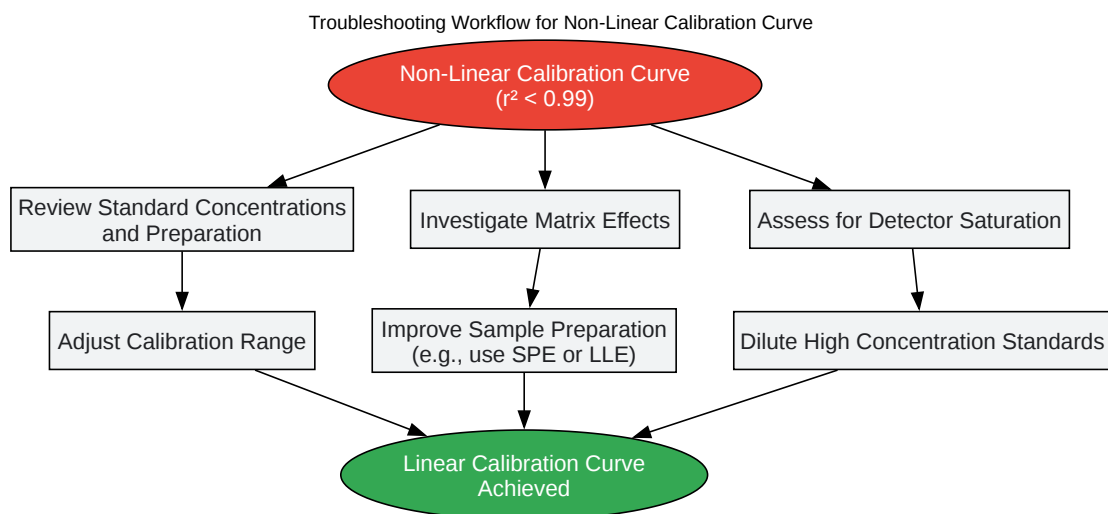 Troubleshooting Workflow for Non-Linear Calibration Curve
Non-Linear Calibration Curve
(r² < 0.99)
Review Standard Concentrations
and Preparation
Investigate Matrix Effects
Assess for Detector Saturation
Adjust Calibration Range
Improve Sample Preparation
(e.g., use SPE or LLE)
Dilute High Concentration Standards
Linear Calibration Curve
Achieved